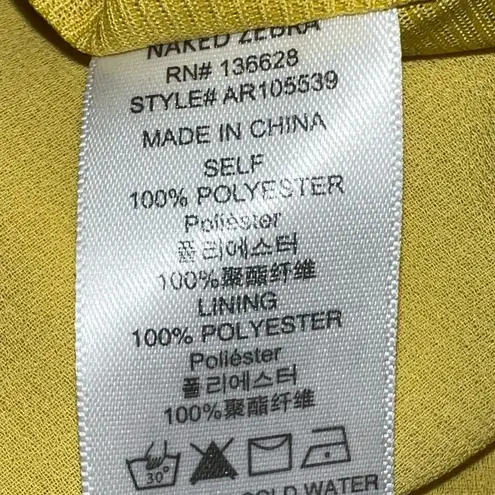 NAKED ZEBRA
RN# 136628
STYLE# AR105539
MADE IN CHINA
SELF
100% POLYESTER
Poliéster
폴리에스터
100%聚酯纤维
LINING
100% POLYESTER
Poliéster
폴리에스터
100%聚酯纤维
30°
COLD WATER